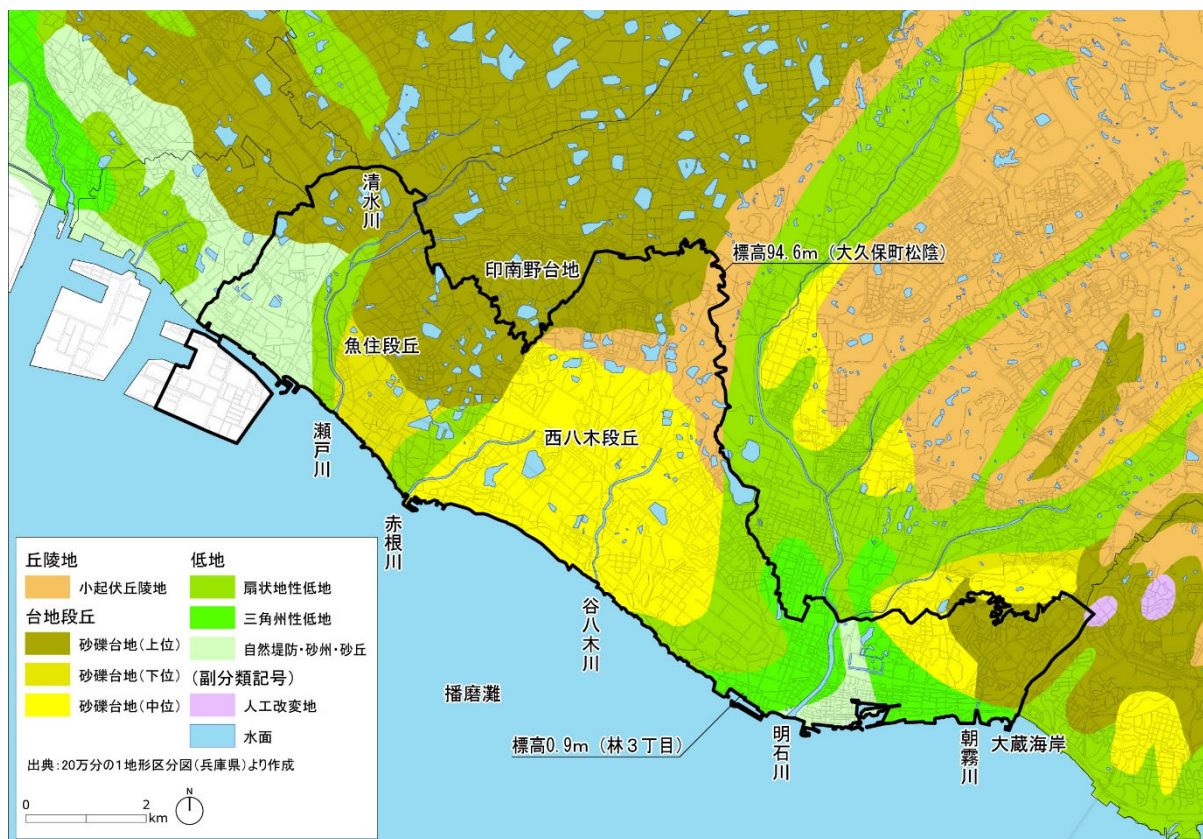 清水川
印南野台地
標高94.6m（大久保町松陰）
魚住段丘
西八木段丘
瀬戸川
赤根川
谷八木川
播磨灘
標高0.9m（林３丁目）
明石川
朝霧川
大蔵海岸
丘陵地
小起伏丘陵地
台地段丘
砂礫台地（上位）
砂礫台地（下位）
砂礫台地（中位）
低地
扇状地性低地
三角州性低地
自然堤防・砂州・砂丘
（副分類記号）
人工改変地
水面
出典：20万分の1地形区分図（兵庫県）より作成
0 2
km
N